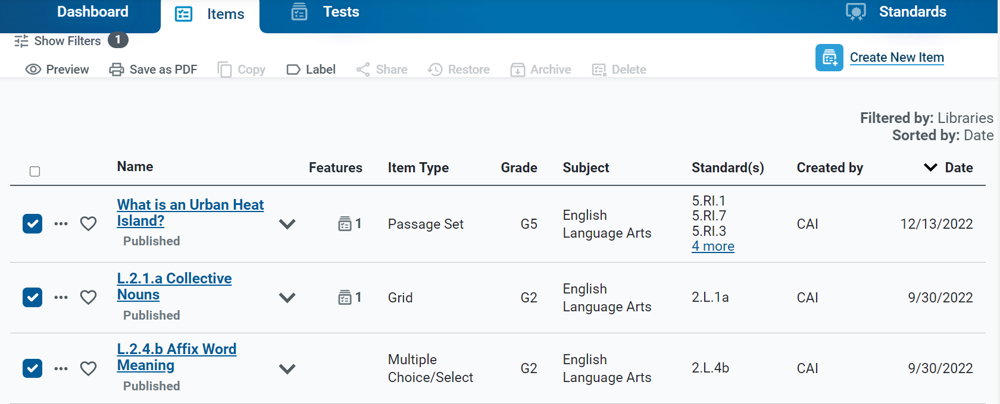 Dashboard Items Tests Standards
Show Filters 1
Create New Item
Preview Save as PDF Copy Label Share Restore Archive Delete
Filtered by: Libraries
Sorted by: Date
Name Features Item Type Grade Subject Standard(s) Created by Date
What is an Urban Heat
Island?
Published
1
Passage Set
G5
English
Language Arts
5.RI.1
5.RI.7
5.RI.3
4 more
CAI
12/13/2022
L.2.1.a Collective
Nouns
Published
1
Grid
G2
English
Language Arts
2.L.1a
CAI
9/30/2022
L.2.4.b Affix Word
Meaning
Published
Multiple
Choice/Select
G2
English
Language Arts
2.L.4b
CAI
9/30/2022